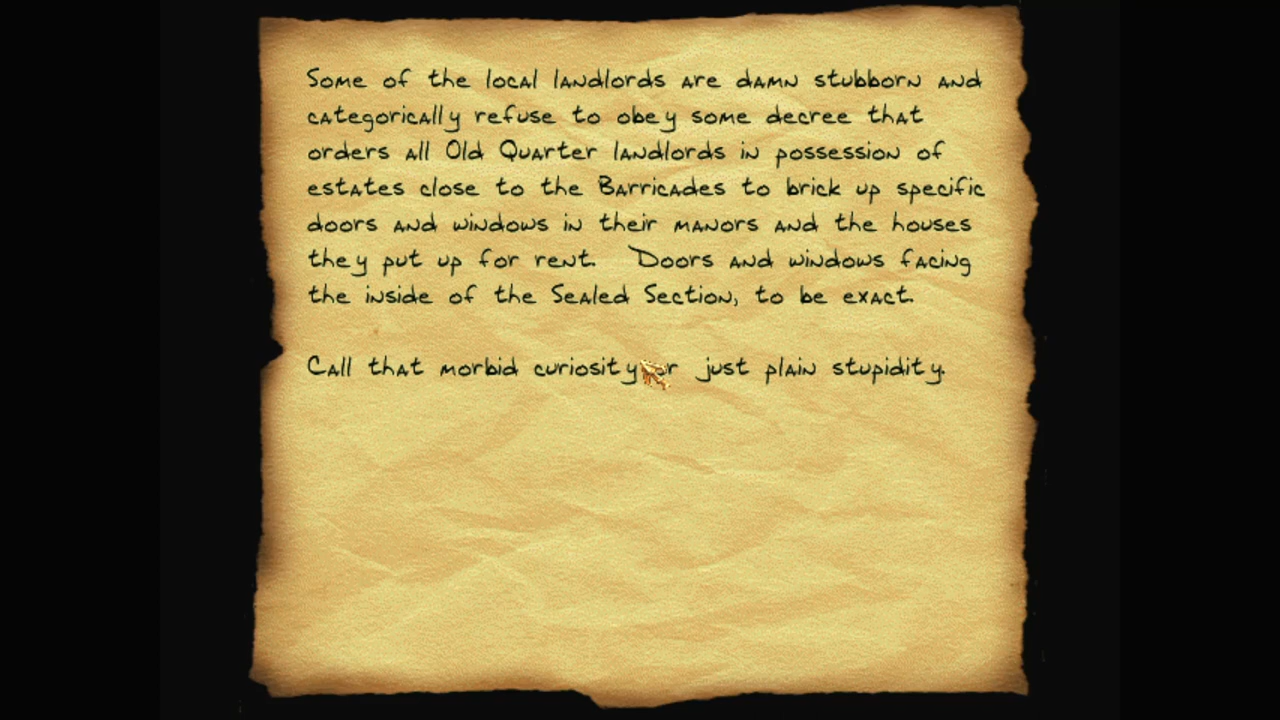 Some of the local landlords are damn stubborn and
categorically refuse to obey some decree that
orders all Old Quarter landlords in possession of
estates close to the Barricades to brick up specific
doors and windows in their manors and the houses
they put up for rent. Doors and windows facing
the inside of the Sealed Section, to be exact.
Call that morbid curiosity or just plain stupidity.